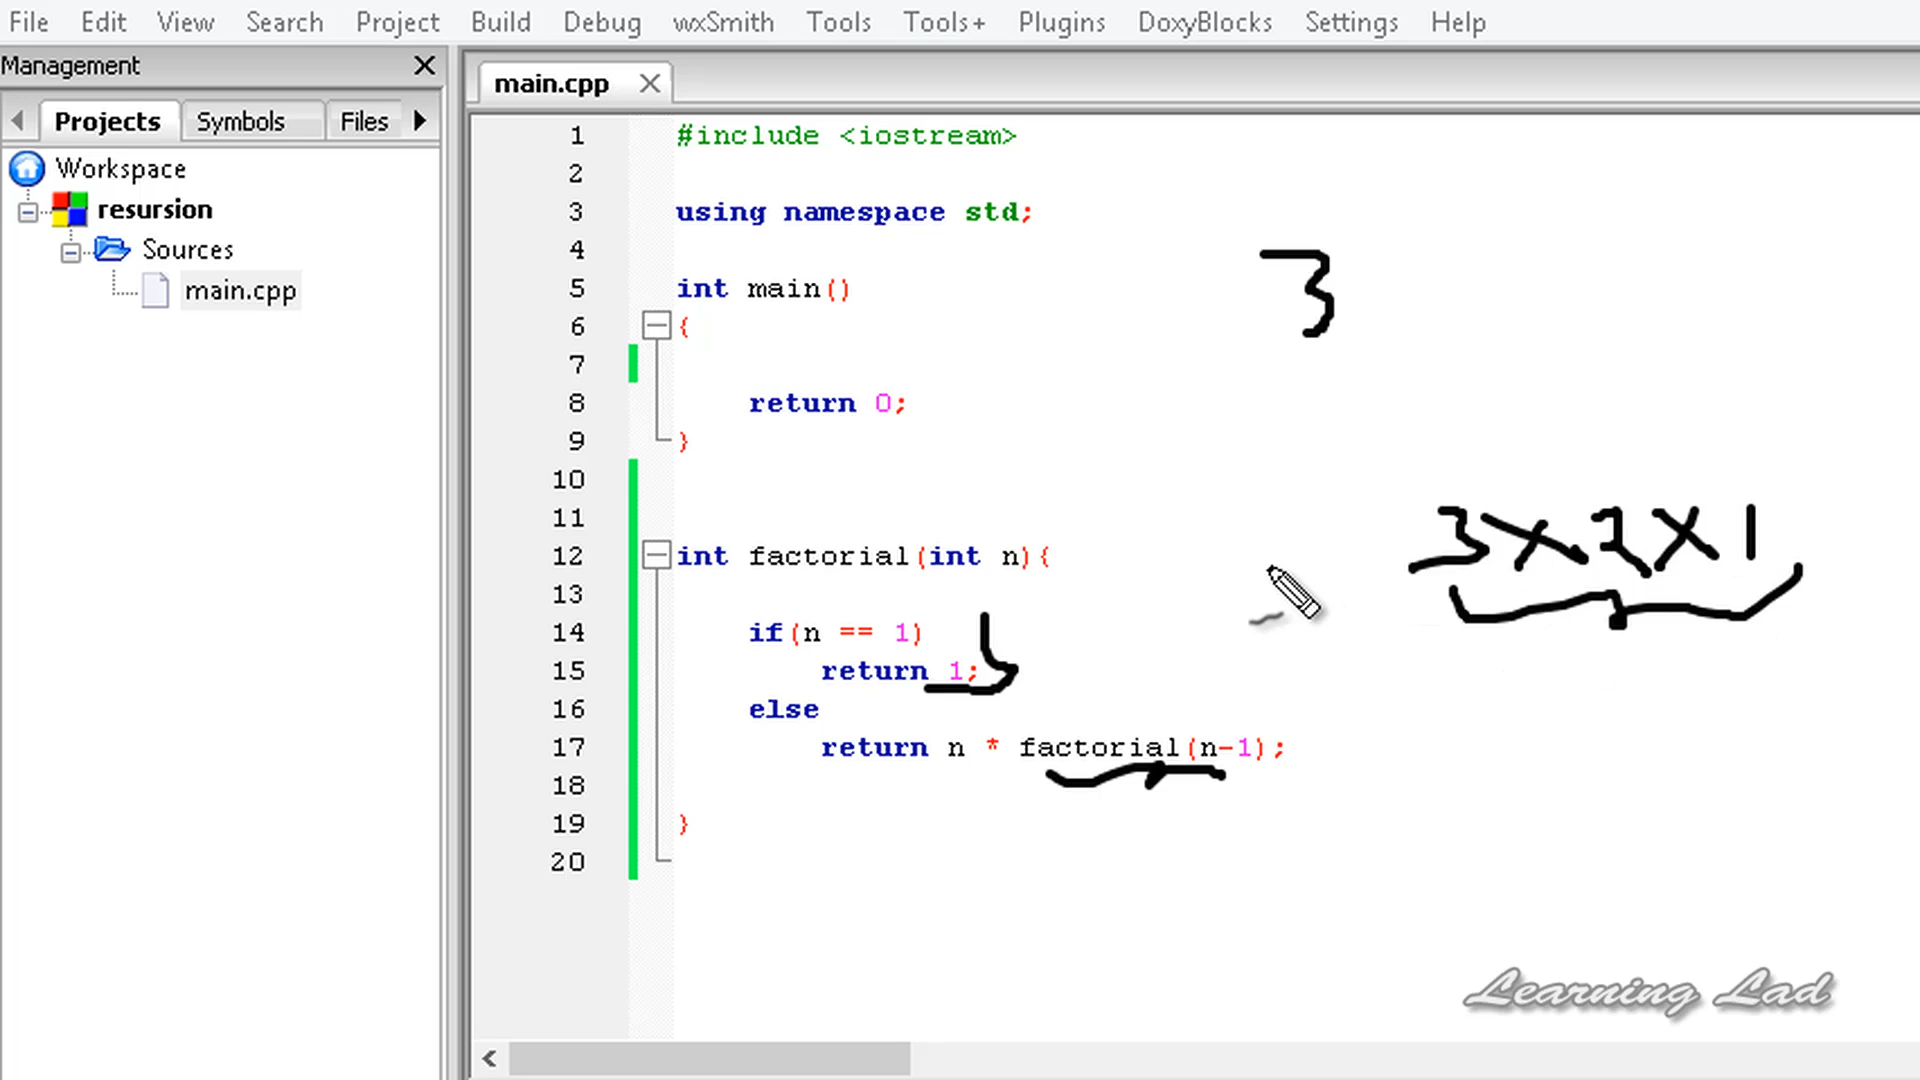 File Edit View Search Project Build Debug wxSmith Tools Tools+ Plugins DoxyBlocks Settings Help
Management
main.cpp
Projects Symbols Files
Workspace
resursion
Sources
main.cpp
1 #include <iostream>
2
3 using namespace std;
4
5 int main()
6 {
7
8 return 0;
9 }
10
11
12 int factorial(int n){
13
14 if(n == 1)
15 return 1;
16 else
17 return n * factorial(n-1);
18
19 }
20
3
3X2X1
Learning Lad